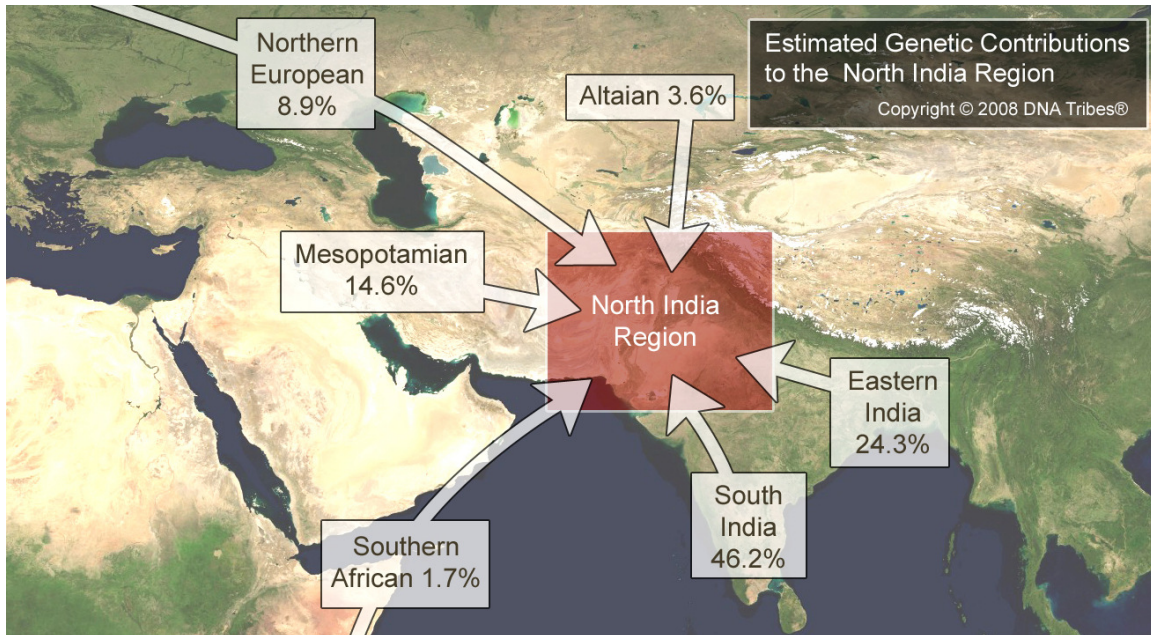 Estimated Genetic Contributions
to the North India Region
Copyright © 2008 DNA Tribes®
Northern
European
8.9%
Altaian 3.6%
Mesopotamian
14.6%
North India
Region
Eastern
India
24.3%
South
India
46.2%
Southern
African 1.7%